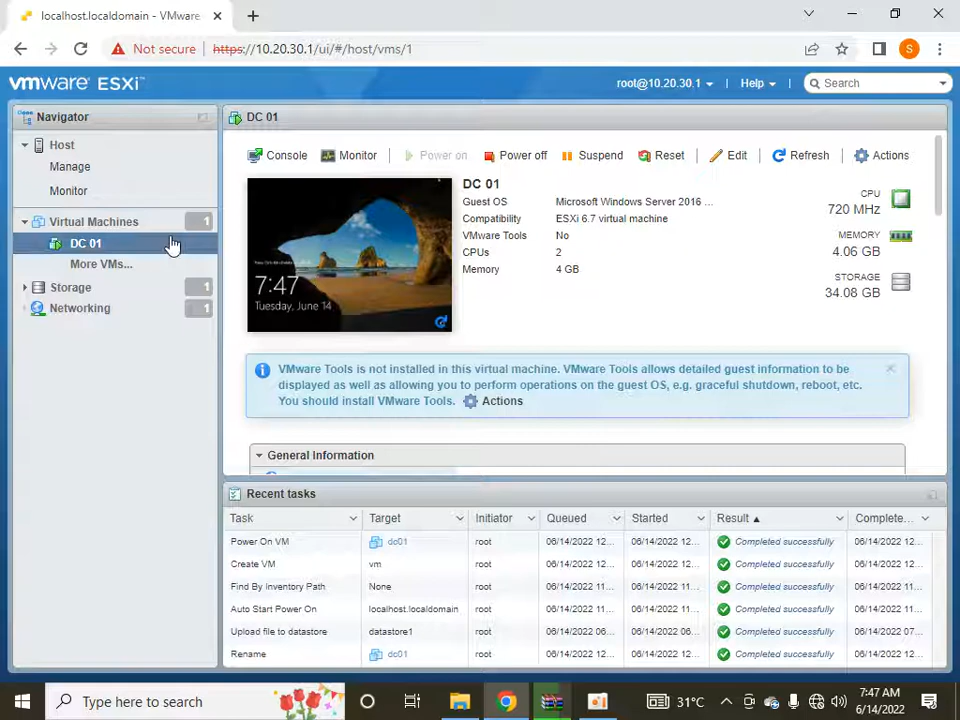 localhost.localdomain - VMware
Not secure https://10.20.30.1/ui/#/host/vms/1
S
vmware ESXi™
root@10.20.30.1 Help Search
Navigator
Host
Manage
Monitor
Virtual Machines 1
DC 01
More VMs...
Storage 1
Networking 1
DC 01
Console Monitor Power on Power off Suspend Reset Edit Refresh Actions
7:47
Tuesday, June 14
DC 01
Guest OS Microsoft Windows Server 2016 ...
Compatibility ESXi 6.7 virtual machine
VMware Tools No
CPUs 2
Memory 4 GB
CPU
720 MHz
MEMORY
4.06 GB
STORAGE
34.08 GB
VMware Tools is not installed in this virtual machine. VMware Tools allows detailed guest information to be
displayed as well as allowing you to perform operations on the guest OS, e.g. graceful shutdown, reboot, etc.
You should install VMware Tools. Actions
General Information
Recent tasks
Task Target Initiator Queued Started Result ▲ Complete...
Power On VM dc01 root 06/14/2022 12... 06/14/2022 12... Completed successfully 06/14/2022 12...
Create VM vm root 06/14/2022 12... 06/14/2022 12... Completed successfully 06/14/2022 12...
Find By Inventory Path None root 06/14/2022 11... 06/14/2022 11... Completed successfully 06/14/2022 11...
Auto Start Power On localhost.localdomain root 06/14/2022 11... 06/14/2022 11... Completed successfully 06/14/2022 11...
Upload file to datastore datastore1 root 06/14/2022 06... 06/14/2022 06... Completed successfully 06/14/2022 07...
Rename dc01 root 06/14/2022 12... 06/14/2022 12... Completed successfully 06/14/2022 12...
Type here to search
31°C
7:47 AM
6/14/2022